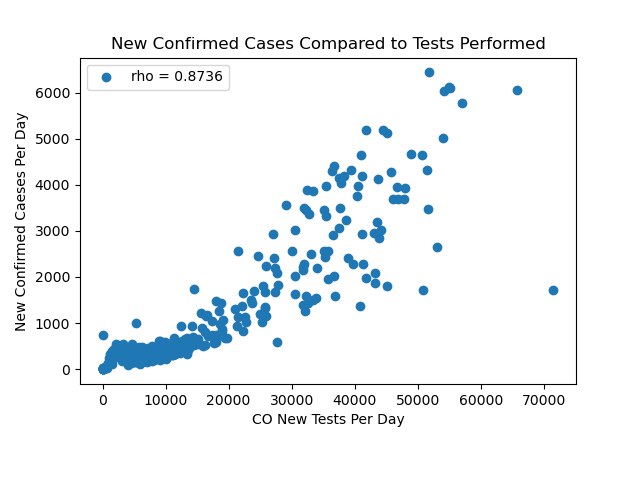 New Confirmed Cases Compared to Tests Performed
rho = 0.8736
6000
5000
4000
3000
2000
1000
0
New Confirmed Caeses Per Day
0 10000 20000 30000 40000 50000 60000 70000
CO New Tests Per Day